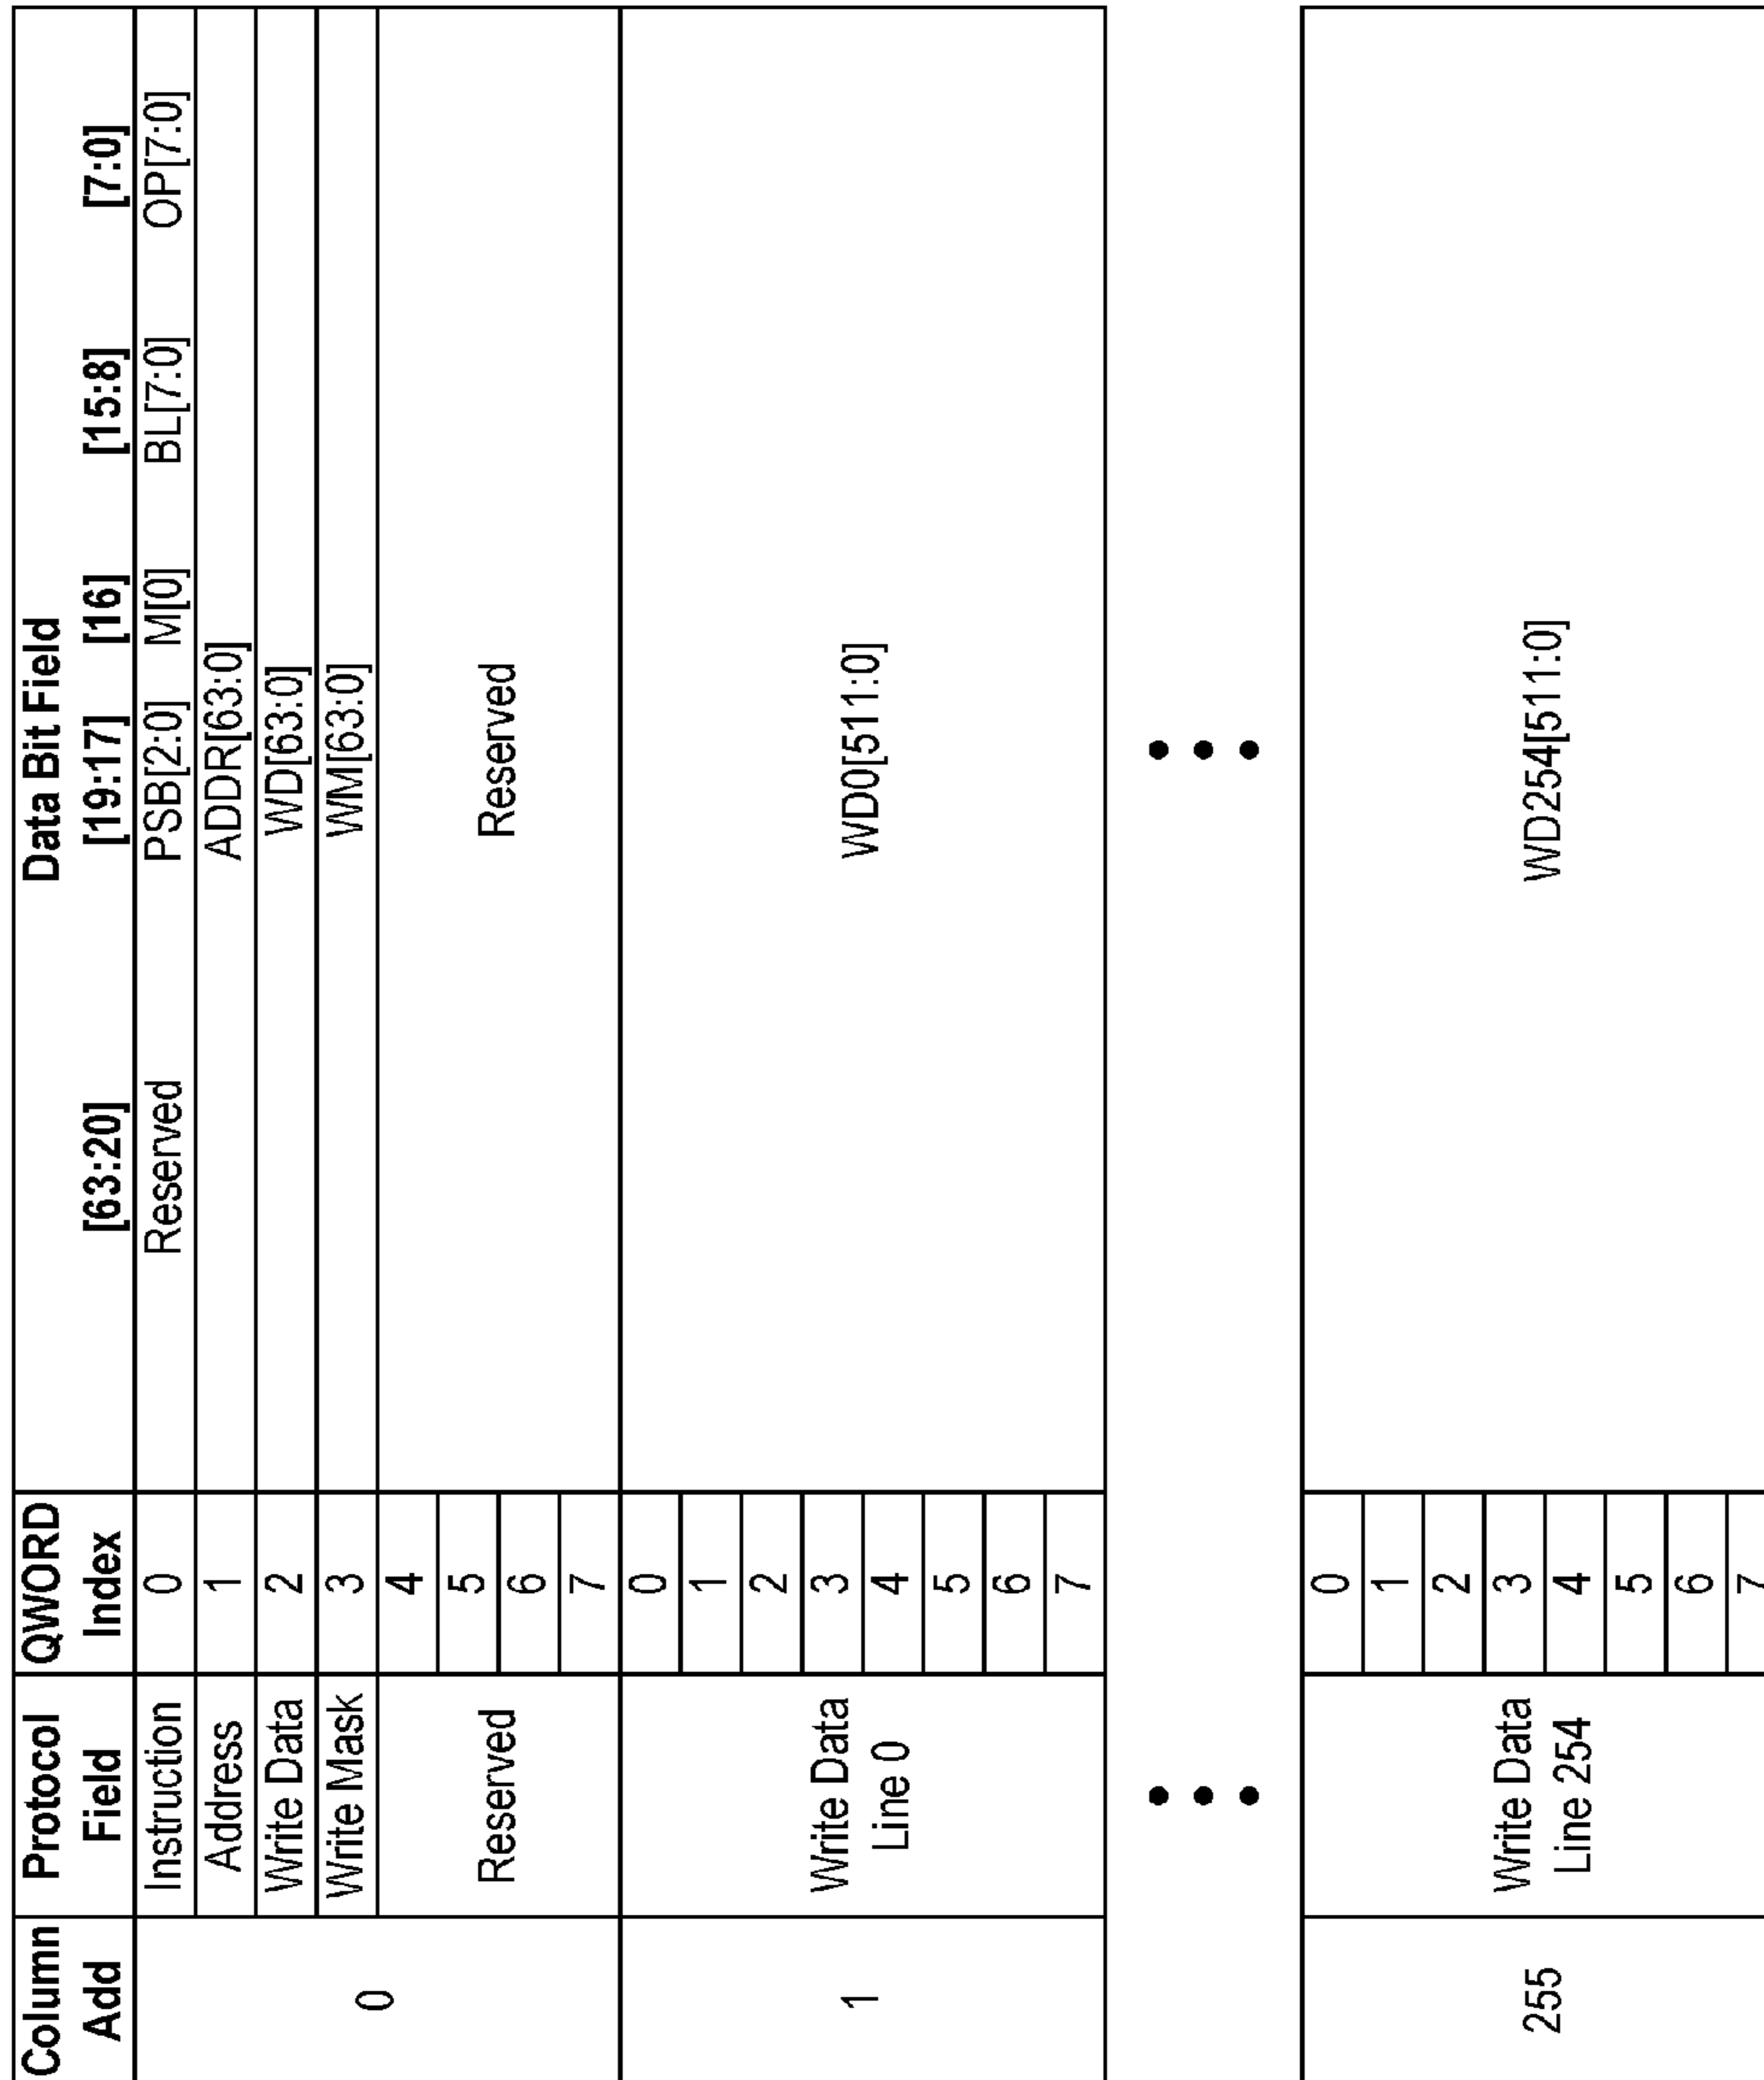 Column Add Protocol Field QWORD Index Data Bit Field
[63:20] [19:17] [16] [15:8] [7:0]
0 Instruction 0 Reserved PSB[2:0] M[0] BL[7:0] OP[7:0]
Address 1 ADDR[63:0]
Write Data 2 WD[63:0]
Write Mask 3 WM[63:0]
Reserved 4 Reserved
5
6
7
1 Write Data Line 0 0 WD0[511:0]
1
2
3
4
5
6
7
255 Write Data Line 254 0 WD254[511:0]
1
2
3
4
5
6
7